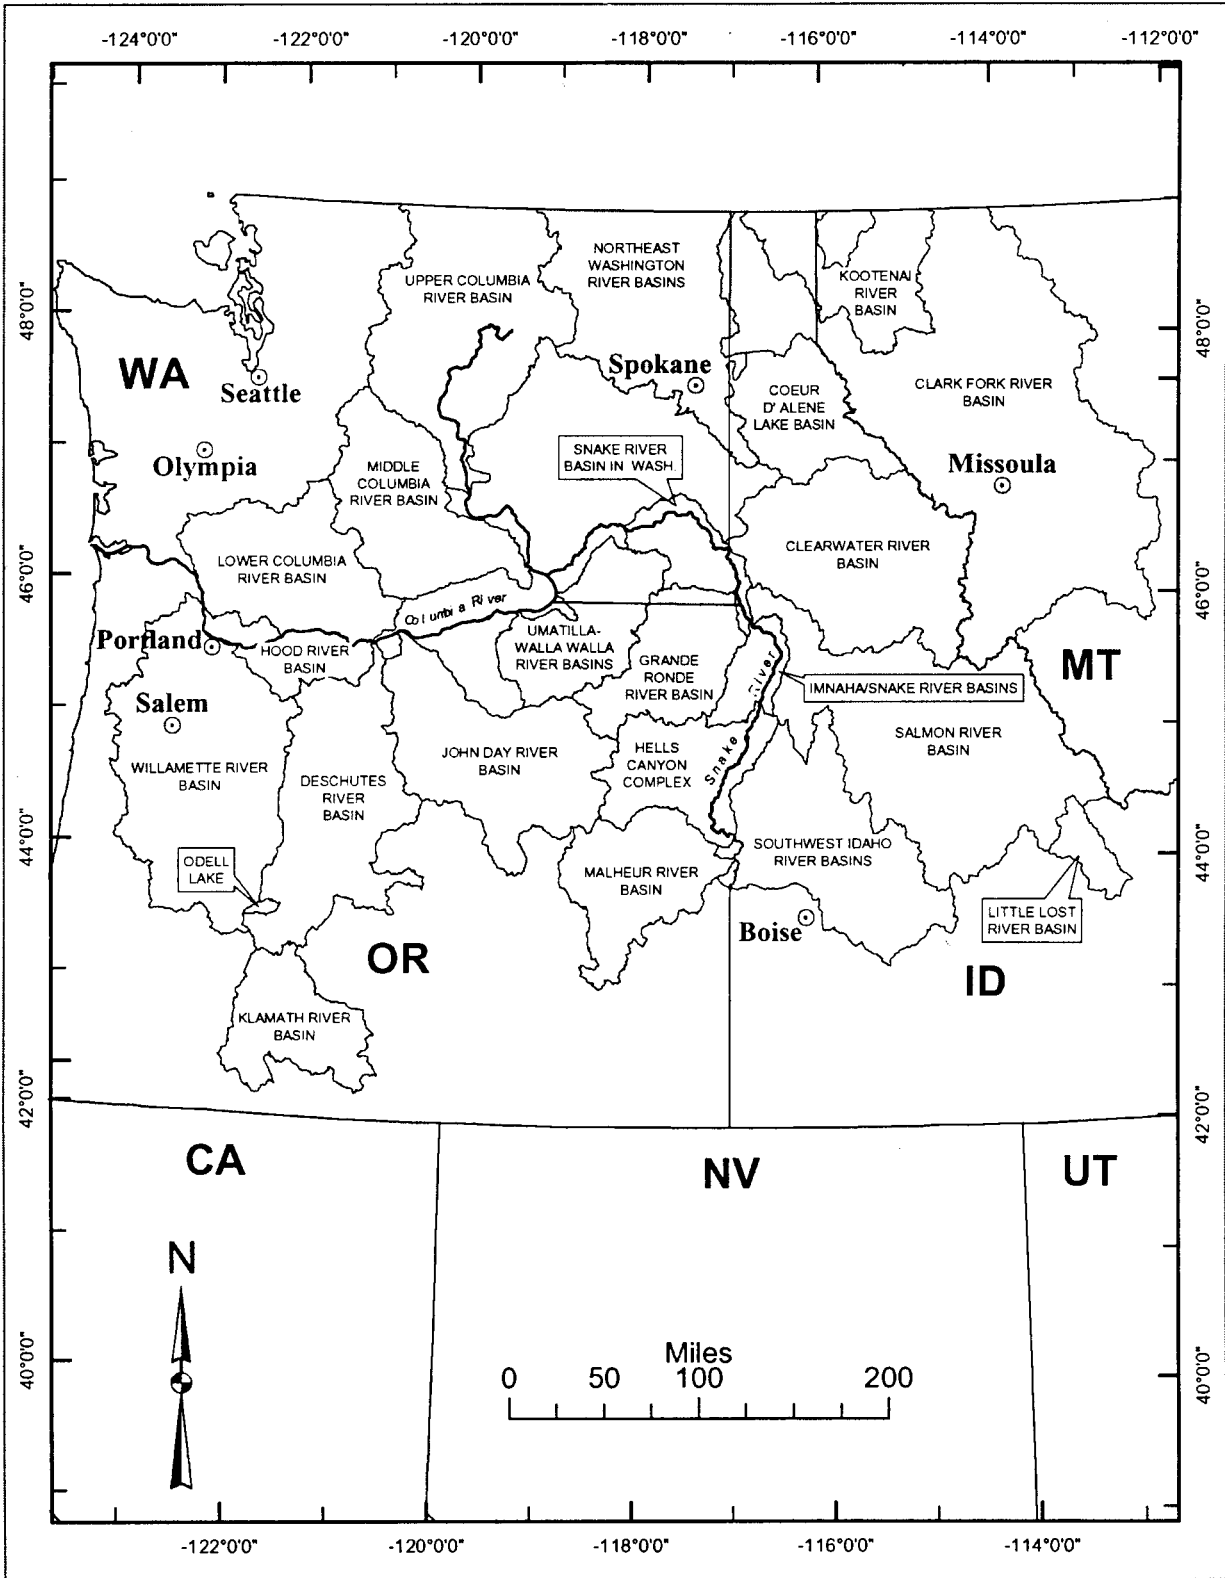 -124°0'0"
-122°0'0"
-120°0'0"
-118°0'0"
-116°0'0"
-114°0'0"
-112°0'0"
48°0'0"
46°0'0"
44°0'0"
42°0'0"
40°0'0"
48°0'0"
46°0'0"
44°0'0"
42°0'0"
40°0'0"
NORTHEAST
WASHINGTON
RIVER BASINS
UPPER COLUMBIA
RIVER BASIN
KOOTENAI
RIVER
BASIN
WA
Seattle
Spokane
COEUR
D'ALENE
LAKE BASIN
CLARK FORK RIVER
BASIN
Olympia
MIDDLE
COLUMBIA
RIVER BASIN
SNAKE RIVER
BASIN IN WASH.
Missoula
LOWER COLUMBIA
RIVER BASIN
CLEARWATER RIVER
BASIN
Columbia River
Portland
HOOD RIVER
BASIN
UMATILLA-
WALLA WALLA
RIVER BASINS
GRANDE
RONDE
RIVER BASIN
Snake River
IMNAHA/SNAKE RIVER BASINS
MT
Salem
WILLAMETTE RIVER
BASIN
DESCHUTES
RIVER
BASIN
JOHN DAY RIVER
BASIN
HELLS
CANYON
COMPLEX
SALMON RIVER
BASIN
ODELL
LAKE
MALHEUR RIVER
BASIN
SOUTHWEST IDAHO
RIVER BASINS
LITTLE LOST
RIVER BASIN
Boise
OR
ID
KLAMATH RIVER
BASIN
CA
NV
UT
N
Miles
0
50
100
200
-122°0'0"
-120°0'0"
-118°0'0"
-116°0'0"
-114°0'0"